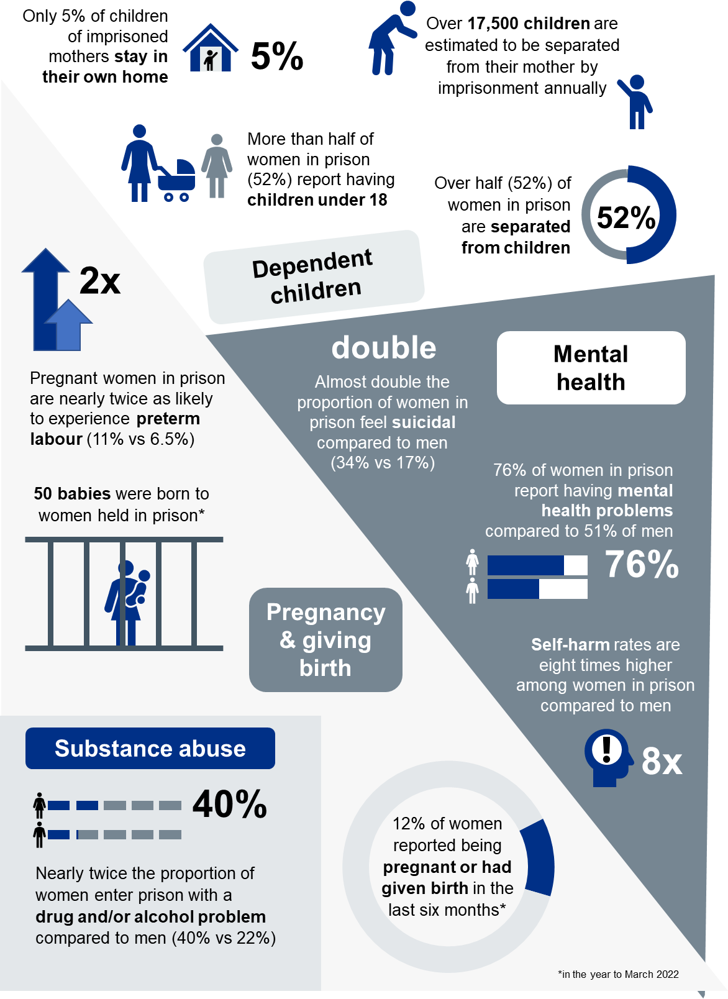 Only 5% of children
of imprisoned
mothers stay in
their own home
5%
Over 17,500 children are
estimated to be separated
from their mother by
imprisonment annually
More than half of
women in prison
(52%) report having
children under 18
Over half (52%) of
women in prison
are separated
from children
52%
Dependent
children
2x
Pregnant women in prison
are nearly twice as likely
to experience preterm
labour (11% vs 6.5%)
50 babies were born to
women held in prison*
Pregnancy
& giving
birth
double
Almost double the
proportion of women in
prison feel suicidal
compared to men
(34% vs 17%)
Mental
health
76% of women in prison
report having mental
health problems
compared to 51% of men
76%
Self-harm rates are
eight times higher
among women in prison
compared to men
!
8x
Substance abuse
40%
Nearly twice the proportion of
women enter prison with a
drug and/or alcohol problem
compared to men (40% vs 22%)
12% of women
reported being
pregnant or had
given birth in the
last six months*
*in the year to March 2022